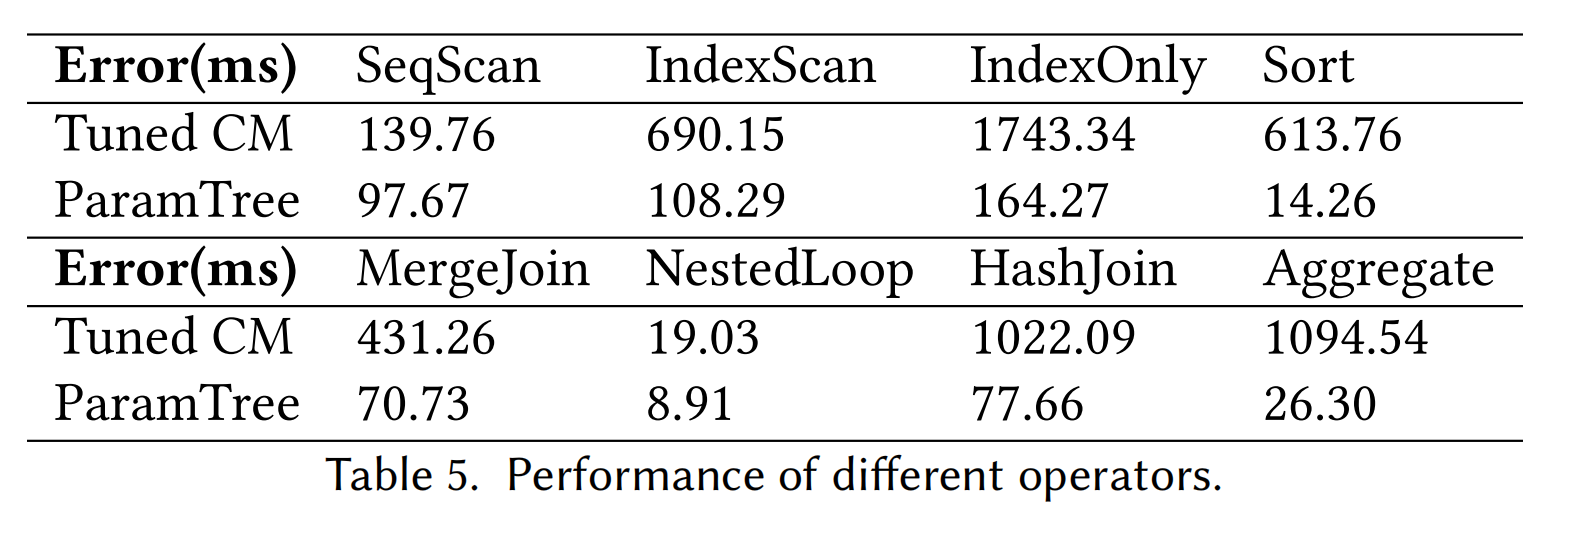 Error(ms) SeqScan IndexScan IndexOnly Sort
Tuned CM 139.76 690.15 1743.34 613.76
ParamTree 97.67 108.29 164.27 14.26
Error(ms) MergeJoin NestedLoop HashJoin Aggregate
Tuned CM 431.26 19.03 1022.09 1094.54
ParamTree 70.73 8.91 77.66 26.30
Table 5. Performance of different operators.